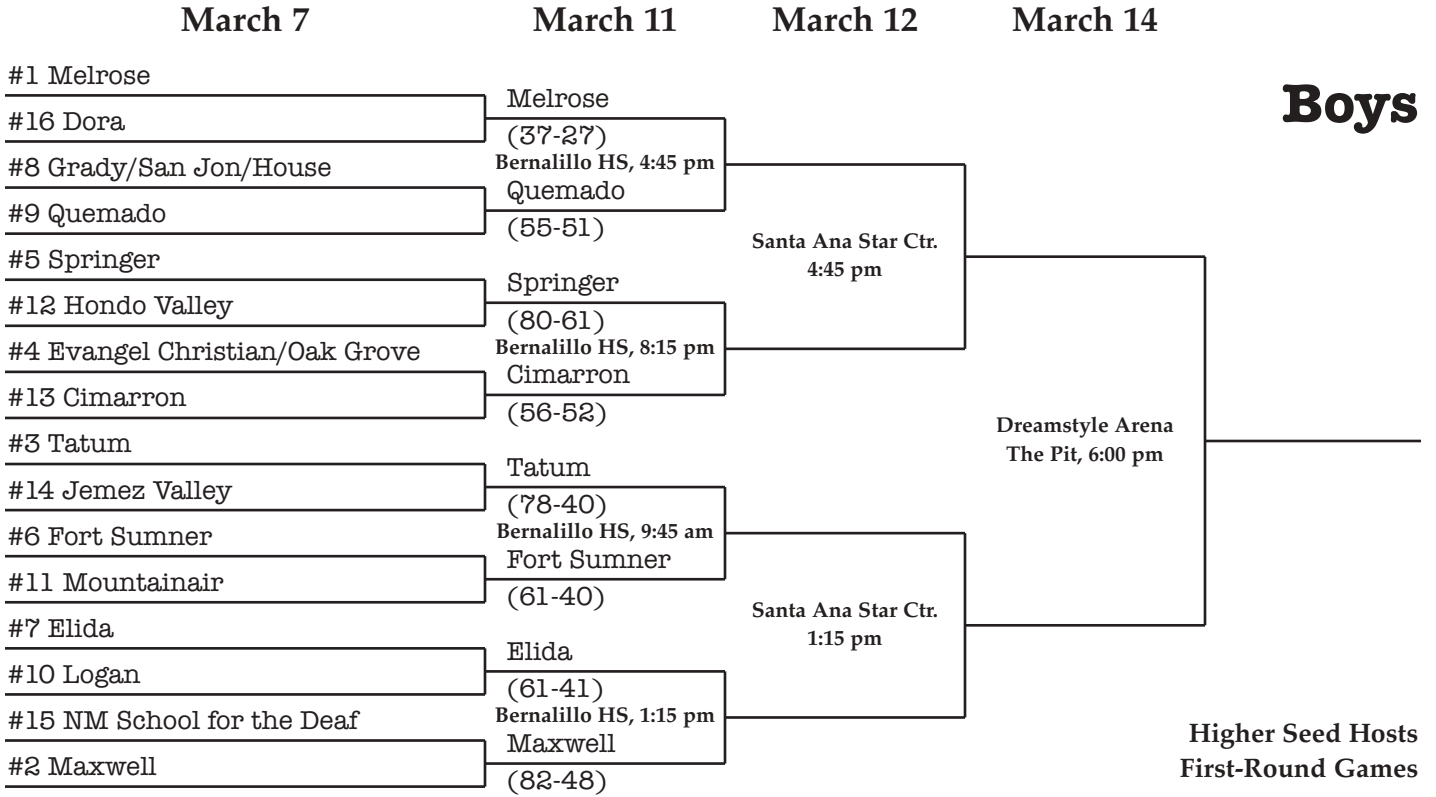 March 7
March 11
March 12
March 14
Boys
#1 Melrose
#16 Dora
#8 Grady/San Jon/House
#9 Quemado
#5 Springer
#12 Hondo Valley
#4 Evangel Christian/Oak Grove
#13 Cimarron
#3 Tatum
#14 Jemez Valley
#6 Fort Sumner
#11 Mountainair
#7 Elida
#10 Logan
#15 NM School for the Deaf
#2 Maxwell
Melrose
(37-27)
Bernalillo HS, 4:45 pm
Quemado
(55-51)
Springer
(80-61)
Bernalillo HS, 8:15 pm
Cimarron
(56-52)
Tatum
(78-40)
Bernalillo HS, 9:45 am
Fort Sumner
(61-40)
Elida
(61-41)
Bernalillo HS, 1:15 pm
Maxwell
(82-48)
Santa Ana Star Ctr.
4:45 pm
Santa Ana Star Ctr.
1:15 pm
Dreamstyle Arena
The Pit, 6:00 pm
Higher Seed Hosts
First-Round Games